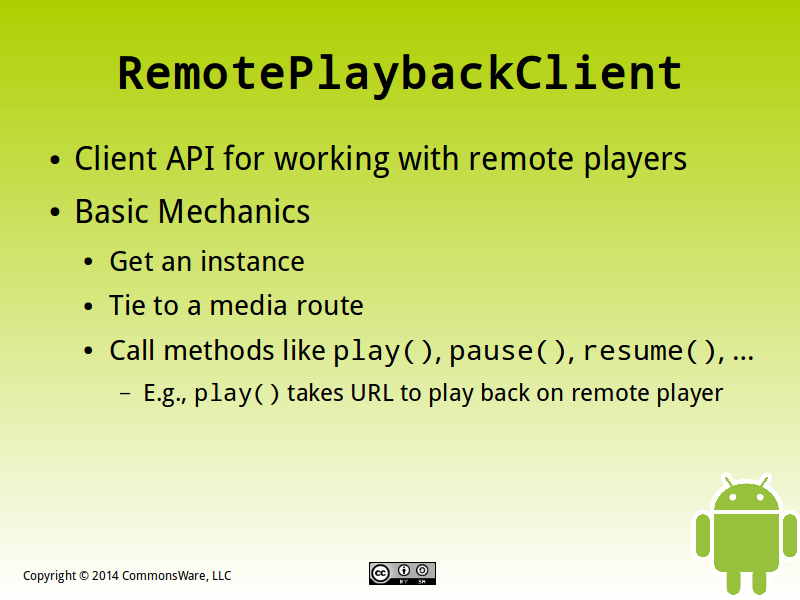 RemotePlaybackClient
• Client API for working with remote players
• Basic Mechanics
• Get an instance
• Tie to a media route
• Call methods like play(), pause(), resume(), ...
– E.g., play() takes URL to play back on remote player
Copyright © 2014 CommonsWare, LLC
cc BY SA